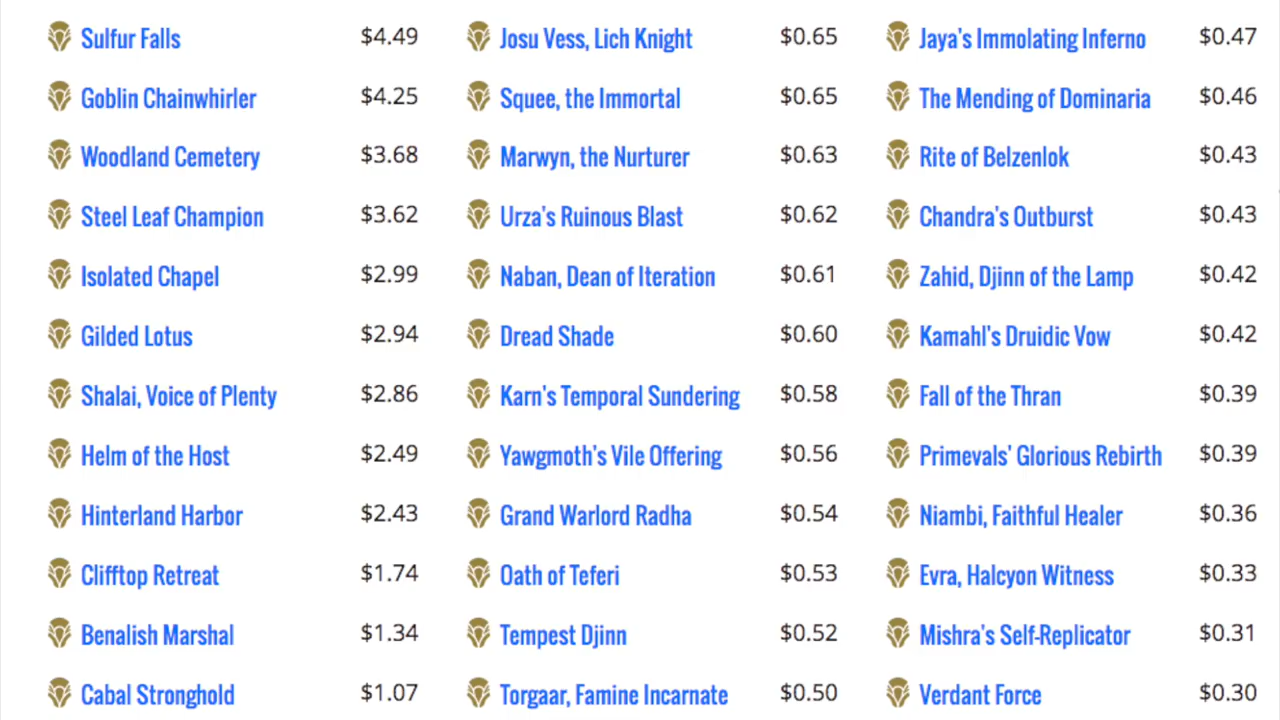 Sulfur Falls $4.49 Josu Vess, Lich Knight $0.65 Jaya's Immolating Inferno $0.47
Goblin Chainwhirler $4.25 Squee, the Immortal $0.65 The Mending of Dominaria $0.46
Woodland Cemetery $3.68 Marwyn, the Nurturer $0.63 Rite of Belzenlok $0.43
Steel Leaf Champion $3.62 Urza's Ruinous Blast $0.62 Chandra's Outburst $0.43
Isolated Chapel $2.99 Naban, Dean of Iteration $0.61 Zahid, Djinn of the Lamp $0.42
Gilded Lotus $2.94 Dread Shade $0.60 Kamahl's Druidic Vow $0.42
Shalai, Voice of Plenty $2.86 Karn's Temporal Sundering $0.58 Fall of the Thran $0.39
Helm of the Host $2.49 Yawgmoth's Vile Offering $0.56 Primevals' Glorious Rebirth $0.39
Hinterland Harbor $2.43 Grand Warlord Radha $0.54 Niambi, Faithful Healer $0.36
Clifftop Retreat $1.74 Oath of Teferi $0.53 Evra, Halcyon Witness $0.33
Benalish Marshal $1.34 Tempest Djinn $0.52 Mishra's Self-Replicator $0.31
Cabal Stronghold $1.07 Torgaar, Famine Incarnate $0.50 Verdant Force $0.30